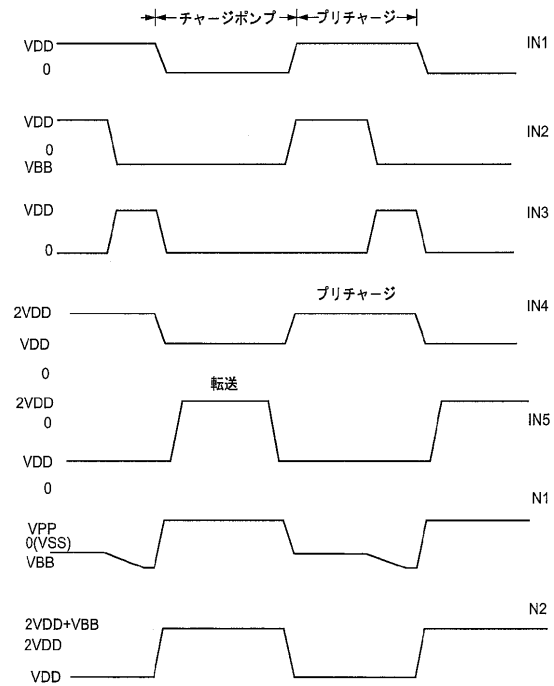 チャージポンプ プリチャージ
VDD
0
IN1
VDD
0
VBB
IN2
VDD
0
IN3
プリチャージ
2VDD
VDD
0
IN4
転送
2VDD
0
VDD
0
IN5
N1
VPP
0(VSS)
VBB
N2
2VDD+VBB
2VDD
VDD